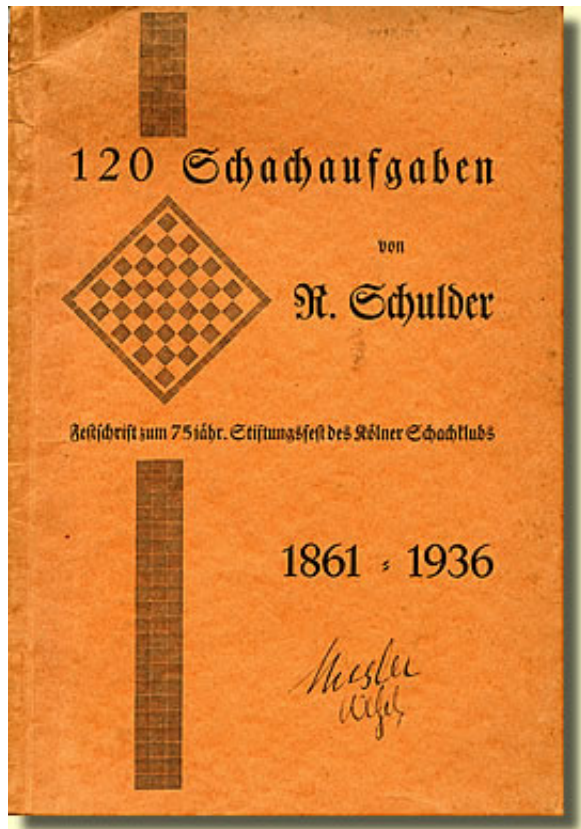 120 Schachaufgaben
von
R. Schulder
Festschrift zum 75jähr. Stiftungsfest des Kölner Schachklubs
1861 - 1936